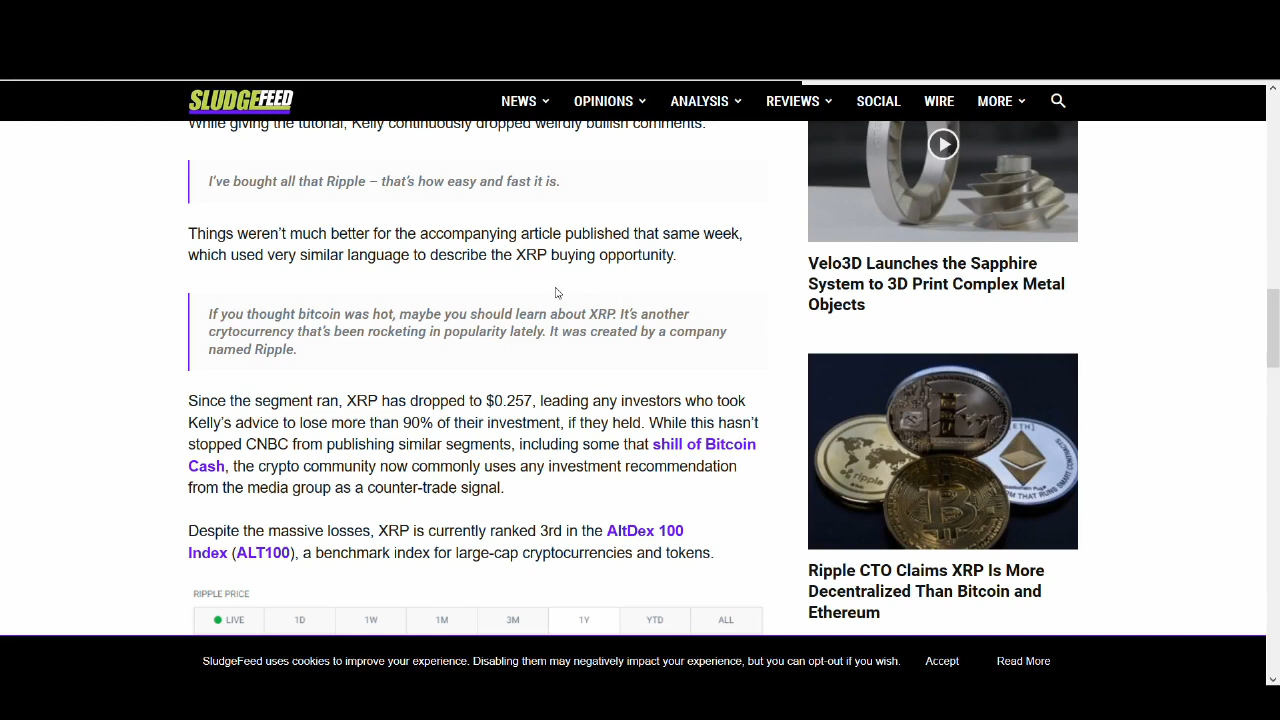 SLUDGEFEED
NEWS OPINIONS ANALYSIS REVIEWS SOCIAL WIRE MORE
While giving the tutorial, Kelly continuously dropped weirdly bullish comments.
I've bought all that Ripple – that's how easy and fast it is.
Things weren't much better for the accompanying article published that same week,
which used very similar language to describe the XRP buying opportunity.
If you thought bitcoin was hot, maybe you should learn about XRP. It's another
crytocurrency that's been rocketing in popularity lately. It was created by a company
named Ripple.
Since the segment ran, XRP has dropped to $0.257, leading any investors who took
Kelly's advice to lose more than 90% of their investment, if they held. While this hasn't
stopped CNBC from publishing similar segments, including some that shill of Bitcoin
Cash, the crypto community now commonly uses any investment recommendation
from the media group as a counter-trade signal.
Despite the massive losses, XRP is currently ranked 3rd in the AltDex 100
Index (ALT100), a benchmark index for large-cap cryptocurrencies and tokens.
RIPPLE PRICE
LIVE 1D 1W 1M 3M 1Y YTD ALL
Velo3D Launches the Sapphire
System to 3D Print Complex Metal
Objects
ripple
Ripple CTO Claims XRP Is More
Decentralized Than Bitcoin and
Ethereum
SludgeFeed uses cookies to improve your experience. Disabling them may negatively impact your experience, but you can opt-out if you wish. Accept Read More